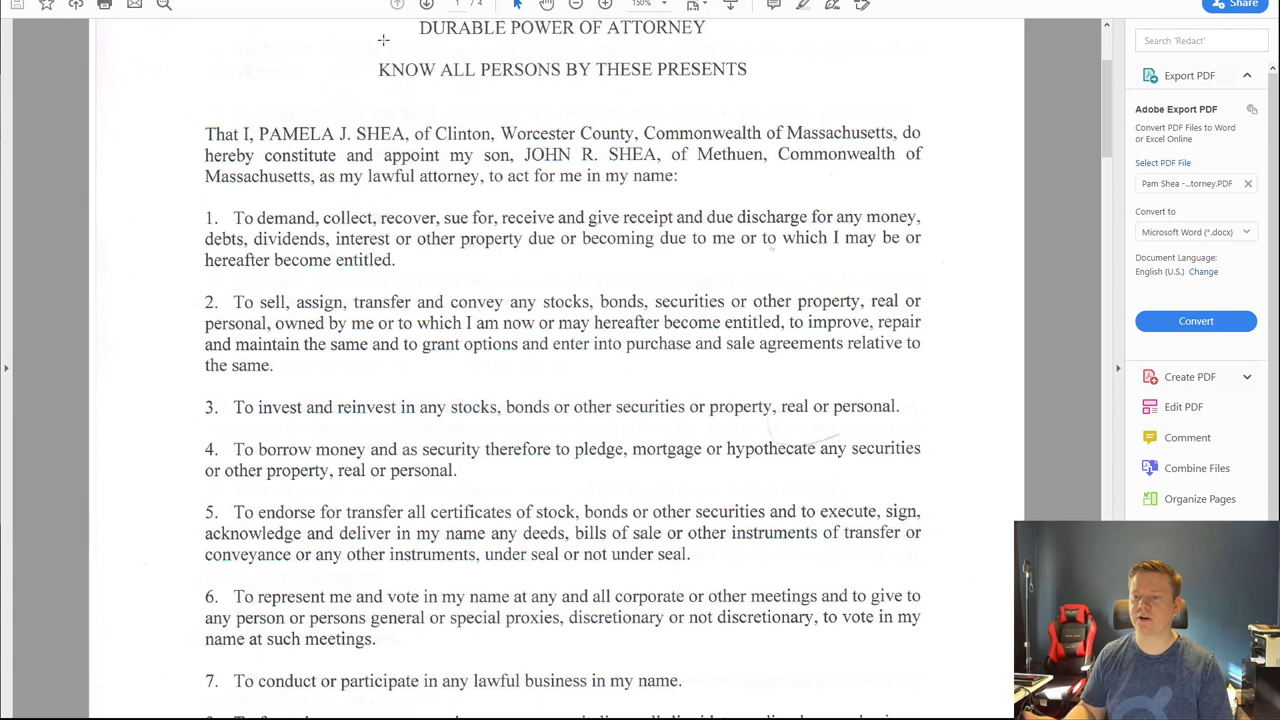 1 / 4
150%
Share
DURABLE POWER OF ATTORNEY
KNOW ALL PERSONS BY THESE PRESENTS
That I, PAMELA J. SHEA, of Clinton, Worcester County, Commonwealth of Massachusetts, do
hereby constitute and appoint my son, JOHN R. SHEA, of Methuen, Commonwealth of
Massachusetts, as my lawful attorney, to act for me in my name:
1. To demand, collect, recover, sue for, receive and give receipt and due discharge for any money,
debts, dividends, interest or other property due or becoming due to me or to which I may be or
hereafter become entitled.
2. To sell, assign, transfer and convey any stocks, bonds, securities or other property, real or
personal, owned by me or to which I am now or may hereafter become entitled, to improve, repair
and maintain the same and to grant options and enter into purchase and sale agreements relative to
the same.
3. To invest and reinvest in any stocks, bonds or other securities or property, real or personal.
4. To borrow money and as security therefore to pledge, mortgage or hypothecate any securities
or other property, real or personal.
5. To endorse for transfer all certificates of stock, bonds or other securities and to execute, sign,
acknowledge and deliver in my name any deeds, bills of sale or other instruments of transfer or
conveyance or any other instruments, under seal or not under seal.
6. To represent me and vote in my name at any and all corporate or other meetings and to give to
any person or persons general or special proxies, discretionary or not discretionary, to vote in my
name at such meetings.
7. To conduct or participate in any lawful business in my name.
Search 'Redact'
Export PDF
Adobe Export PDF
Convert PDF Files to Word
or Excel Online
Select PDF File
Pam Shea -...torney.PDF
Convert to
Microsoft Word (*.docx)
Document Language:
English (U.S.) Change
Convert
Create PDF
Edit PDF
Comment
Combine Files
Organize Pages